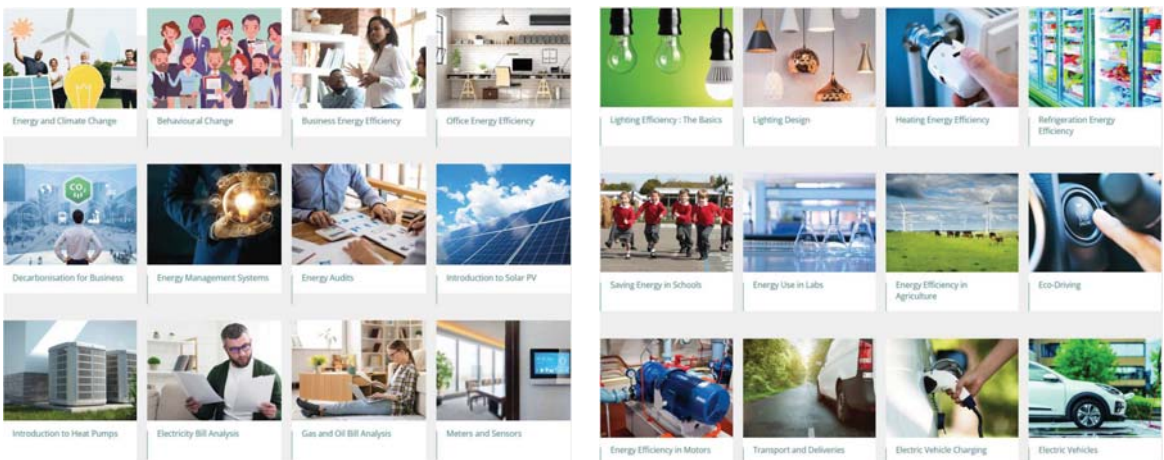 Energy and Climate Change
Behavioural Change
Business Energy Efficiency
Office Energy Efficiency
CO₂
Decarbonisation for Business
Energy Management Systems
Energy Audits
Introduction to Solar PV
Introduction to Heat Pumps
Electricity Bill Analysis
Gas and Oil Bill Analysis
Meters and Sensors
Lighting Efficiency : The Basics
Lighting Design
Heating Energy Efficiency
Refrigeration Energy
Efficiency
Saving Energy in Schools
Energy Use in Labs
Energy Efficiency in
Agriculture
Eco-Driving
Energy Efficiency in Motors
Transport and Deliveries
Electric Vehicle Charging
Electric Vehicles